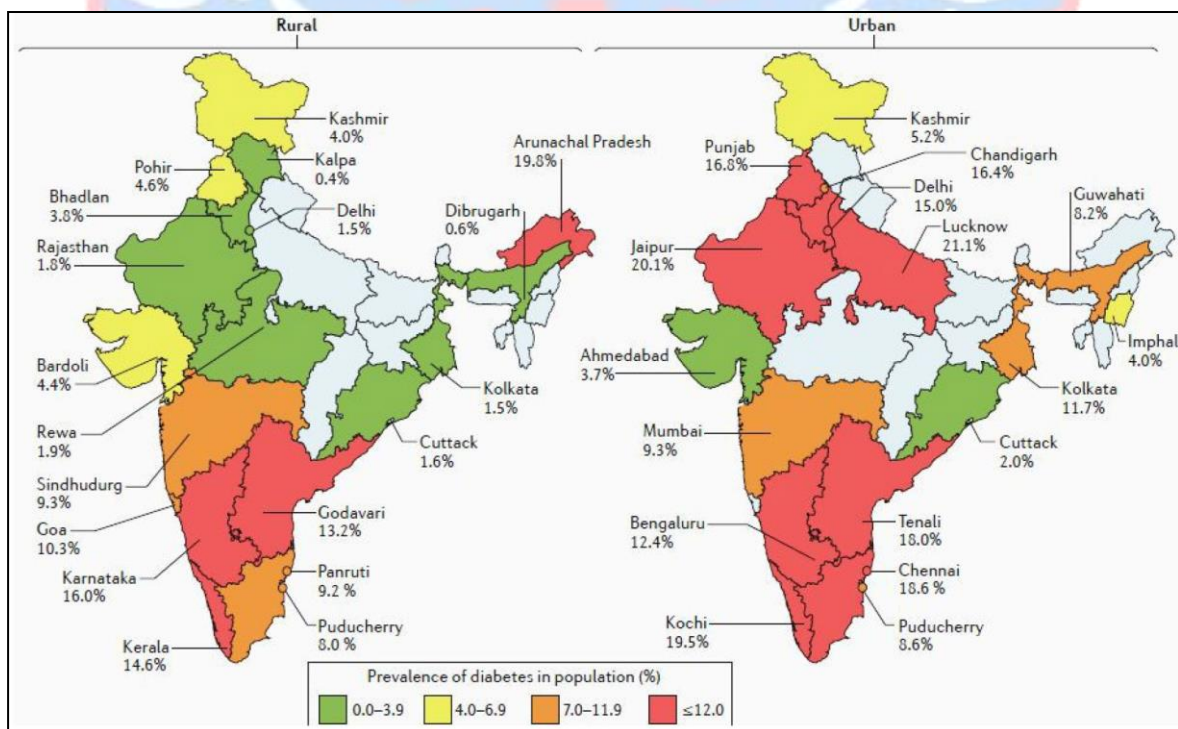 Rural
Kashmir
4.0%
Kalpa
0.4%
Arunachal Pradesh
19.8%
Pohir
4.6%
Bhadlan
3.8%
Delhi
1.5%
Dibrugarh
0.6%
Rajasthan
1.8%
Bardoli
4.4%
Kolkata
1.5%
Rewa
1.9%
Cuttack
1.6%
Sindhudurg
9.3%
Goa
10.3%
Godavari
13.2%
Karnataka
16.0%
Panruti
9.2 %
Puducherry
8.0 %
Kerala
14.6%
Urban
Kashmir
5.2%
Punjab
16.8%
Chandigarh
16.4%
Delhi
15.0%
Guwahati
8.2%
Lucknow
21.1%
Jaipur
20.1%
Imphal
4.0%
Ahmedabad
3.7%
Kolkata
11.7%
Mumbai
9.3%
Cuttack
2.0%
Bengaluru
12.4%
Tenali
18.0%
Chennai
18.6 %
Kochi
19.5%
Puducherry
8.6%
Prevalence of diabetes in population (%)
0.0–3.9 4.0–6.9 7.0–11.9 ≤12.0